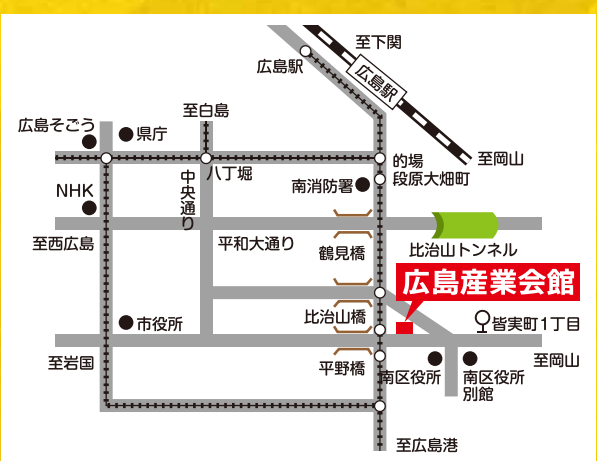 至下関
広島駅
広島駅
至白島
広島そごう
県庁
八丁堀
的場
至岡山
段原大畑町
南消防署
NHK
中央通り
至西広島
平和大通り
鶴見橋
比治山トンネル
広島産業会館
比治山橋
皆実町1丁目
市役所
至岩国
平野橋
至岡山
南区役所
南区役所
別館
至広島港